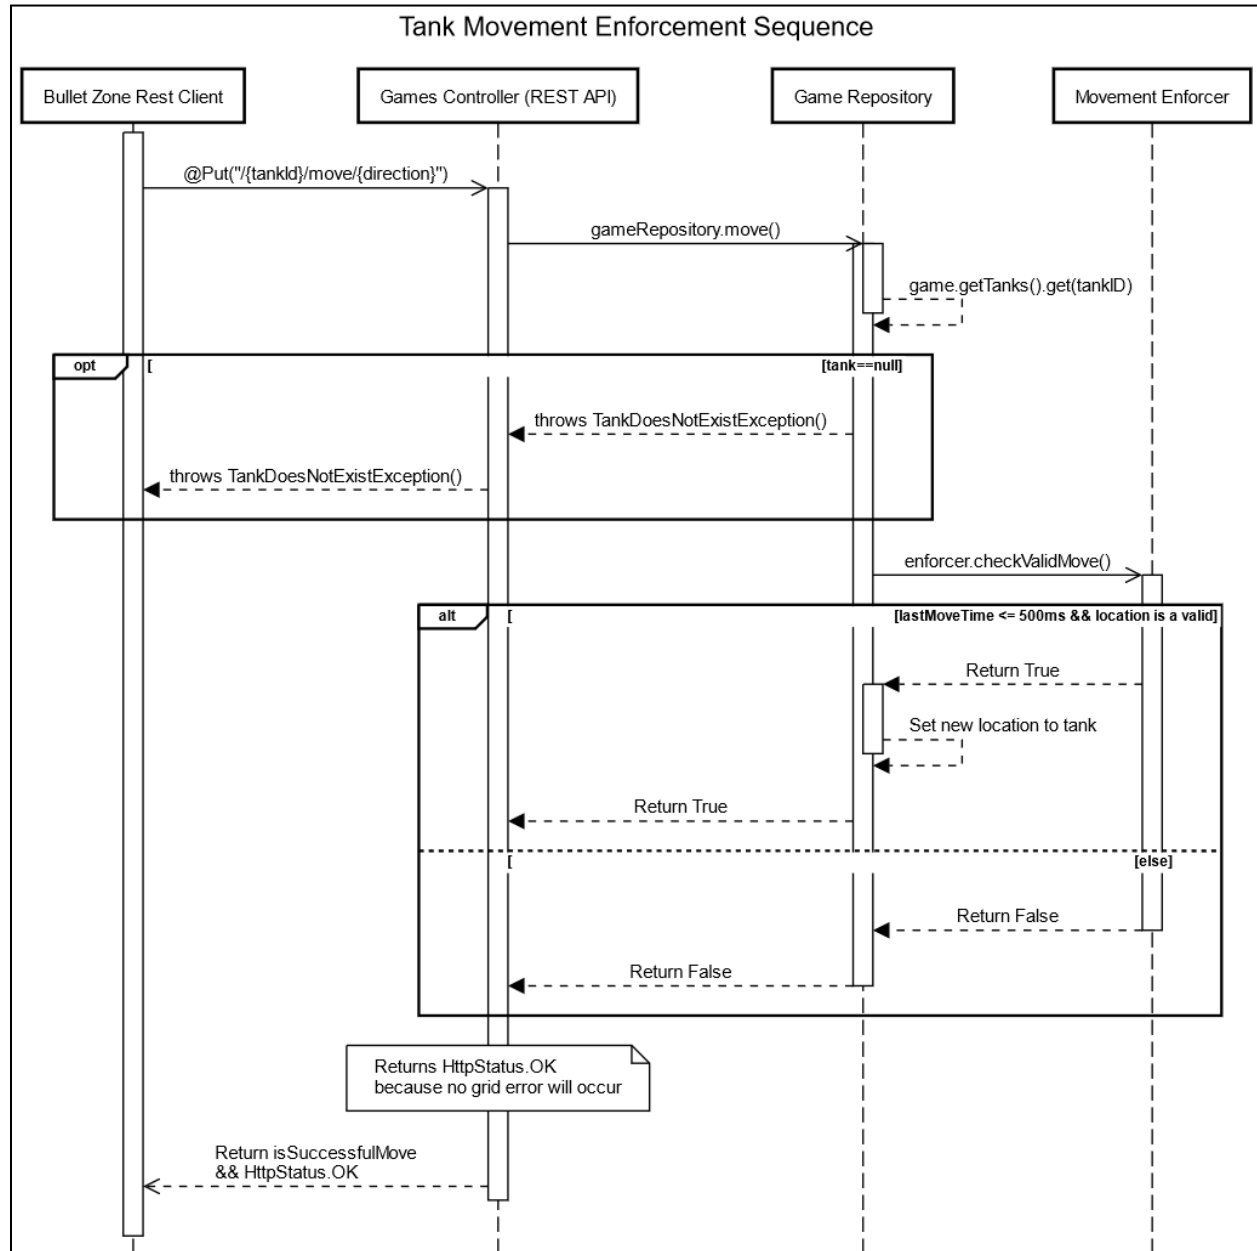 Tank Movement Enforcement Sequence
Bullet Zone Rest Client
Games Controller (REST API)
Game Repository
Movement Enforcer
@Put("/{tankId}/move/{direction}")
gameRepository.move()
game.getTanks().get(tankID)
opt
[
[tank==null]
throws TankDoesNotExistException()
throws TankDoesNotExistException()
enforcer.checkValidMove()
alt
[
[lastMoveTime <= 500ms && location is a valid]
Return True
Set new location to tank
Return True
[
[else]
Return False
Return False
Returns HttpStatus.OK
because no grid error will occur
Return isSuccessfulMove
&& HttpStatus.OK